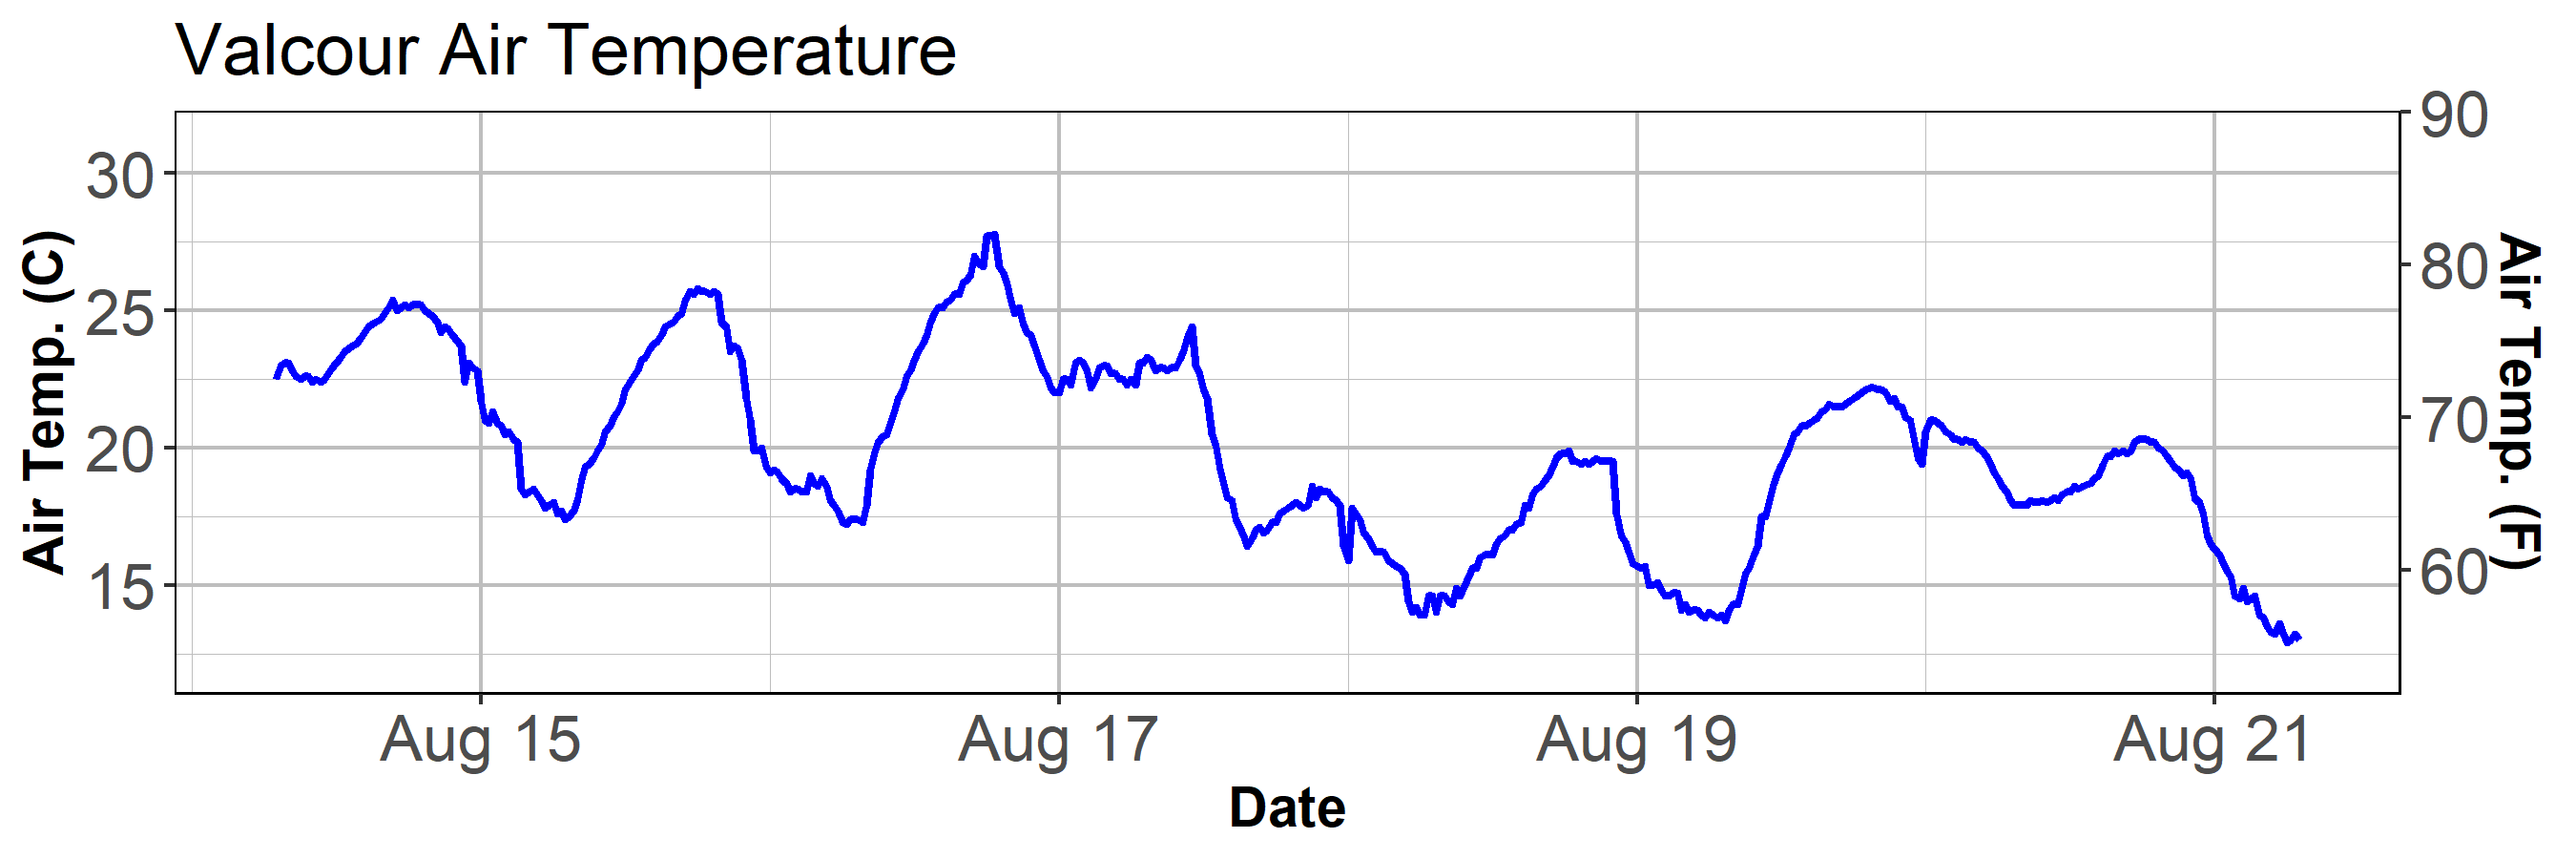 Valcour Air Temperature
Air Temp. (C)
30
25
20
15
90
80
70
60
Air Temp. (F)
Aug 15
Aug 17
Aug 19
Aug 21
Date